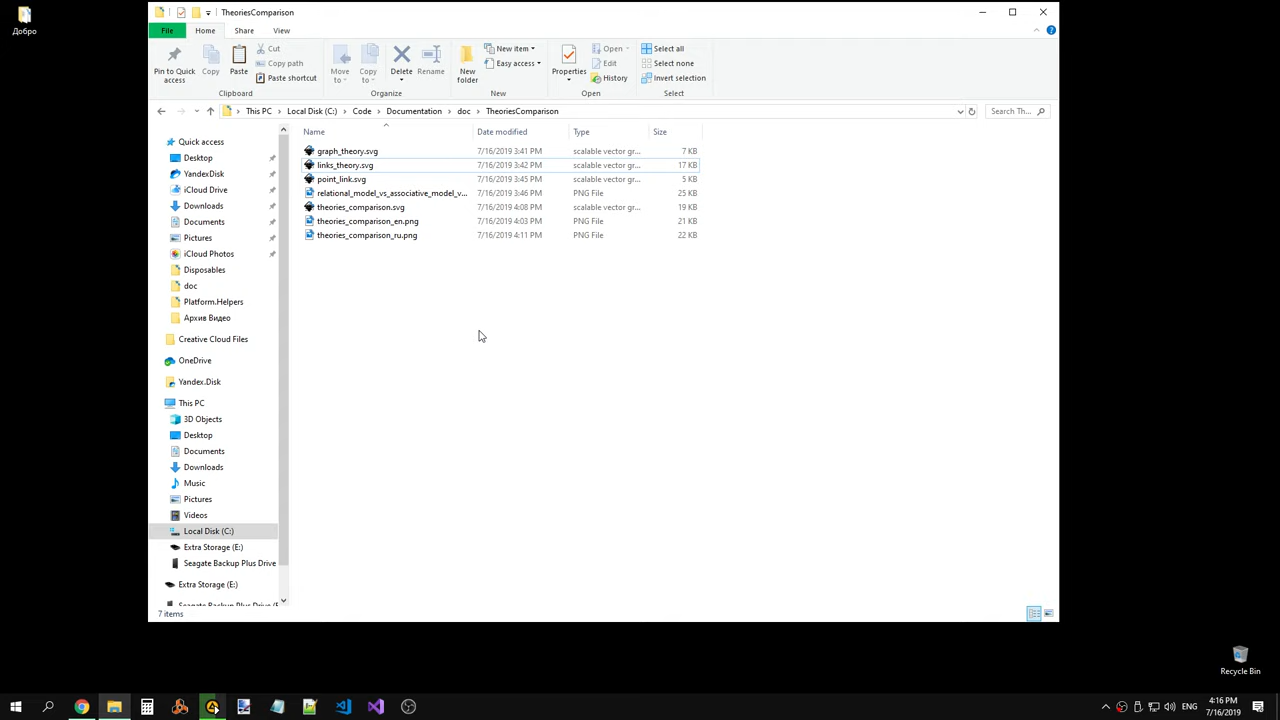 Добро
TheoriesComparison
File Home Share View
Pin to Quick access
Copy
Paste
Cut
Copy path
Paste shortcut
Clipboard
Move to
Copy to
Delete
Rename
Organize
New folder
New item
Easy access
New
Properties
Open
Edit
History
Open
Select all
Select none
Invert selection
Select
This PC > Local Disk (C:) > Code > Documentation > doc > TheoriesComparison
Search Th...
Name Date modified Type Size
graph_theory.svg 7/16/2019 3:41 PM scalable vector gr... 7 KB
links_theory.svg 7/16/2019 3:42 PM scalable vector gr... 17 KB
point_link.svg 7/16/2019 3:45 PM scalable vector gr... 5 KB
relational_model_vs_associative_model_v... 7/16/2019 3:46 PM PNG File 25 KB
theories_comparison.svg 7/16/2019 4:08 PM scalable vector gr... 19 KB
theories_comparison_en.png 7/16/2019 4:03 PM PNG File 21 KB
theories_comparison_ru.png 7/16/2019 4:11 PM PNG File 22 KB
Quick access
Desktop
YandexDisk
iCloud Drive
Downloads
Documents
Pictures
iCloud Photos
Disposables
doc
Platform.Helpers
Архив Видео
Creative Cloud Files
OneDrive
Yandex.Disk
This PC
3D Objects
Desktop
Documents
Downloads
Music
Pictures
Videos
Local Disk (C:)
Extra Storage (E:)
Seagate Backup Plus Drive
Extra Storage (E:)
Seagate Backup Plus Drive (F
7 items
Recycle Bin
ENG
4:16 PM
7/16/2019